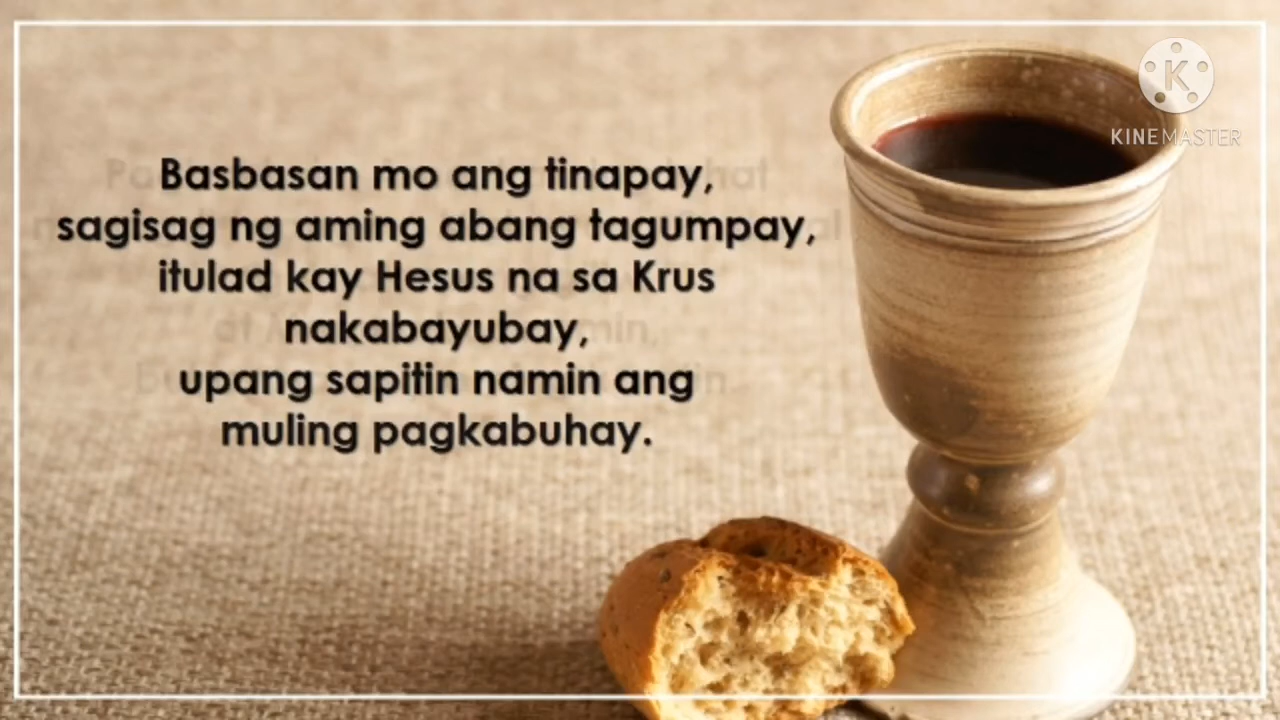 Basbasan mo ang tinapay,
sagisag ng aming abang tagumpay,
itulad kay Hesus na sa Krus
nakabayubay,
upang sapitin namin ang
muling pagkabuhay.
K
KINEMASTER